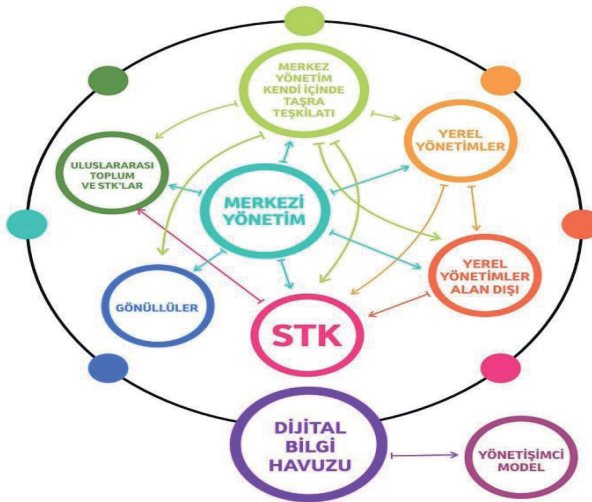 MERKEZ
YÖNETİM
KENDİ İÇİNDE
TAŞRA
TEŞKİLATI
YEREL
YÖNETİMLER
ULUSLARARASI
TOPLUM
VE STK'LAR
MERKEZİ
YÖNETİM
YEREL
YÖNETİMLER
ALAN DIŞI
GÖNÜLLÜLER
STK
DİJİTAL
BİLGİ
HAVUZU
YÖNETİŞİMCİ
MODEL